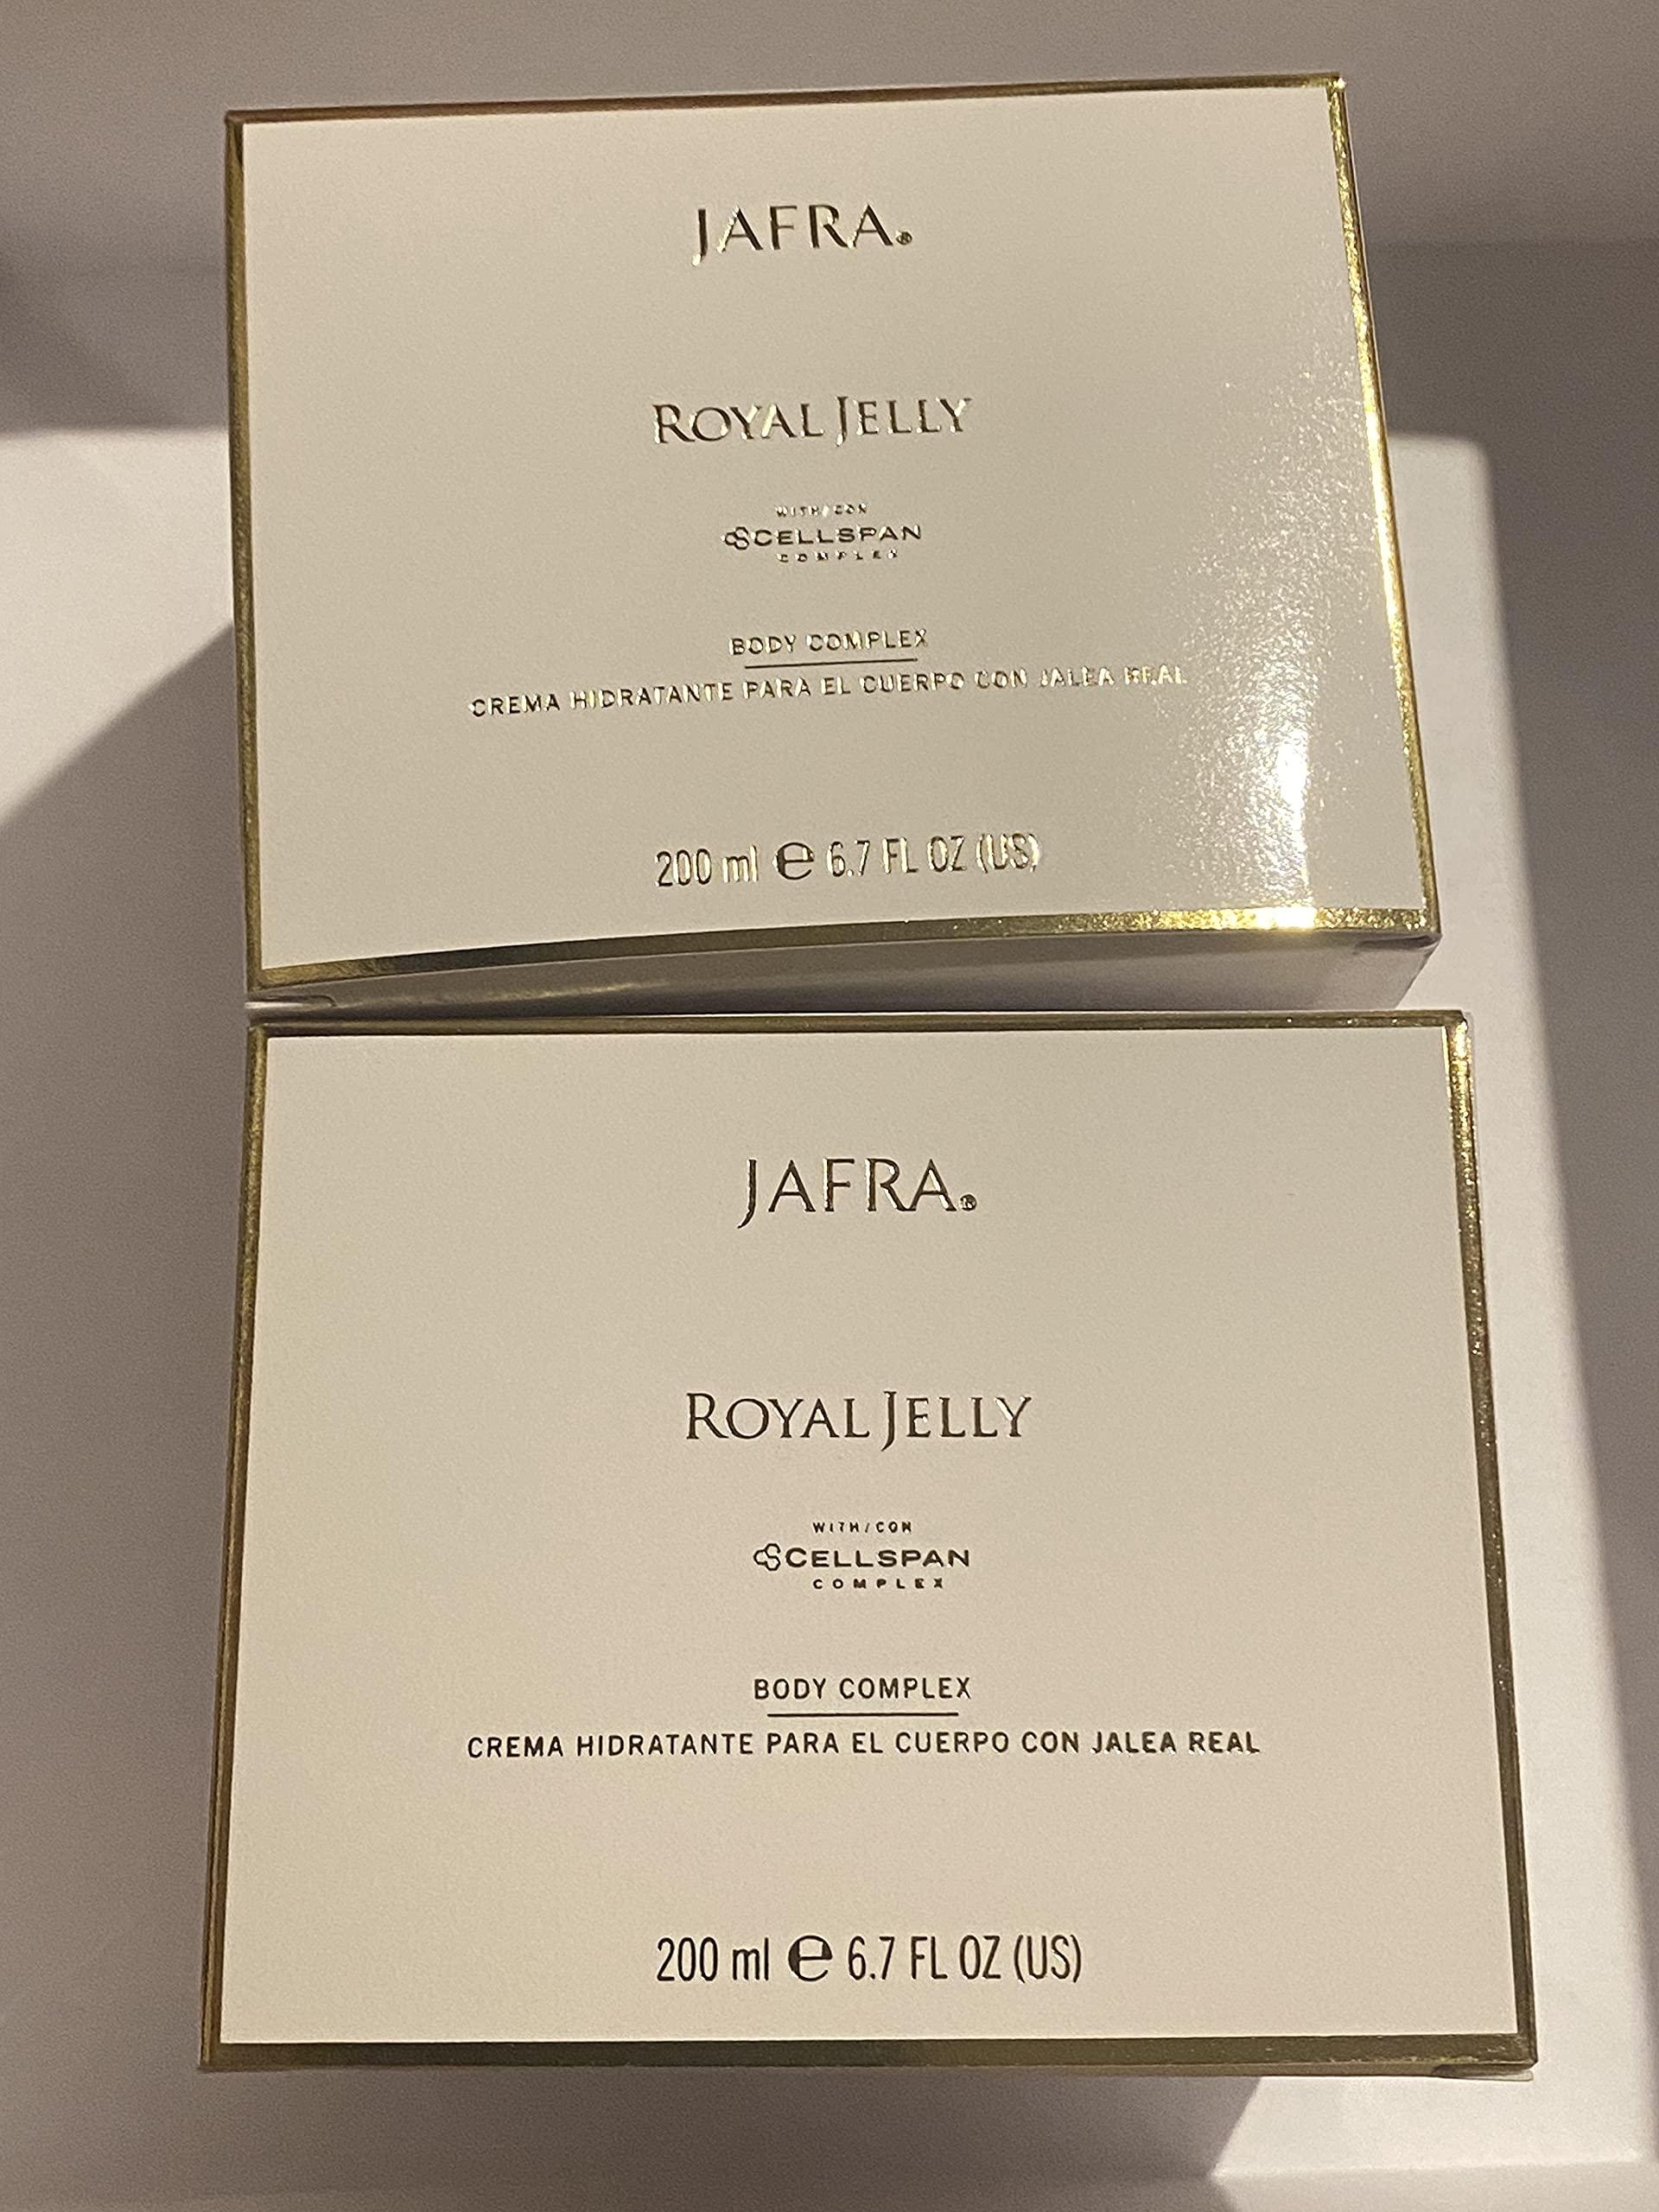 JAFRA®
ROYAL JELLY
WITH/CON
CELLSPAN
COMPLEX
BODY COMPLEX
CREMA HIDRATANTE PARA EL CUERPO CON JALEA REAL
200 ml ℮ 6.7 FL OZ (US)
JAFRA®
ROYAL JELLY
WITH/CON
CELLSPAN
COMPLEX
BODY COMPLEX
CREMA HIDRATANTE PARA EL CUERPO CON JALEA REAL
200 ml ℮ 6.7 FL OZ (US)